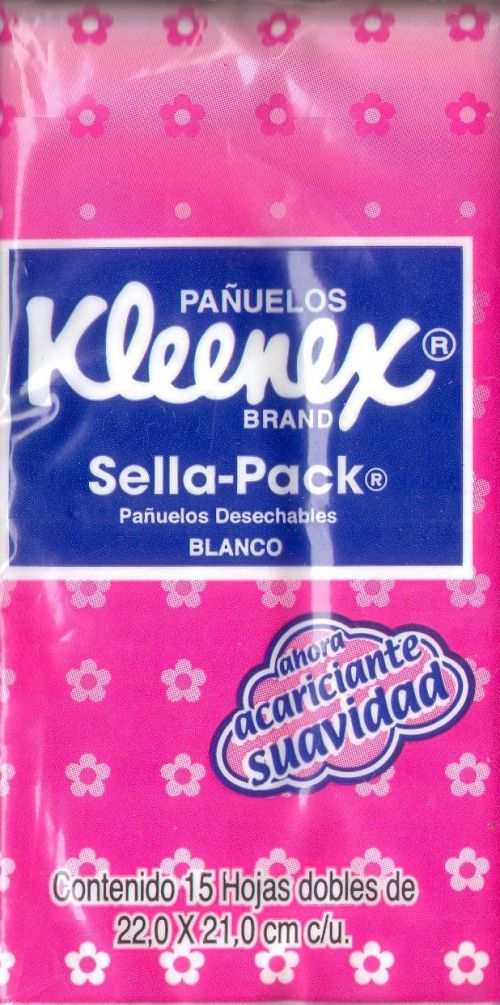 PAÑUELOS
Kleenex®
BRAND
Sella-Pack®
Pañuelos Desechables
BLANCO
ahora
acariciante
suavidad
Contenido 15 Hojas dobles de
22,0 X 21,0 cm c/u.